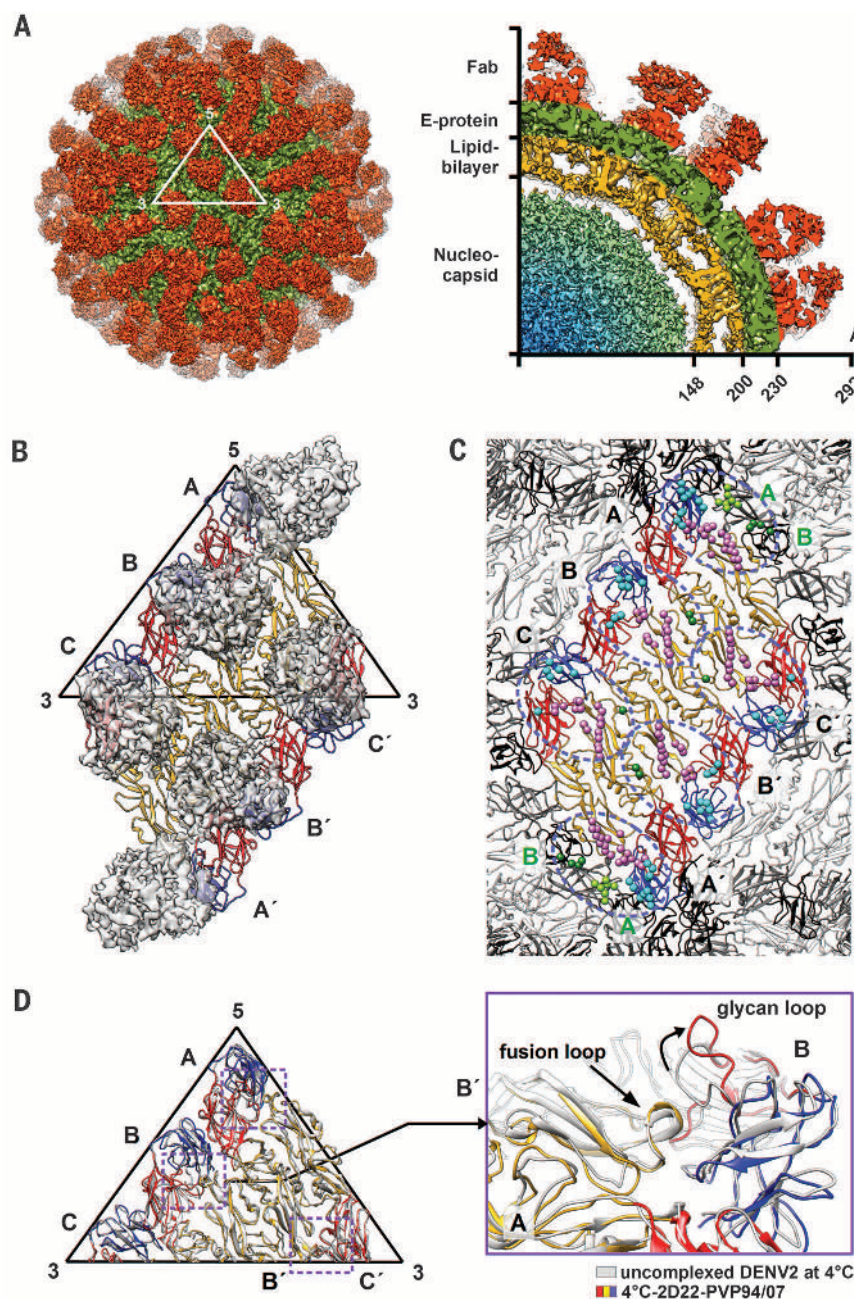 A
5
3
3
Fab
E-protein
Lipid-
bilayer
Nucleo-
capsid
148
200
230
292
B
5
A
B
C
3
3
C´
B´
A´
C
A
A
B
B
C
C´
B´
B
A´
A
D
5
A
B
C
3
3
B´
C´
B´
glycan loop
fusion loop
B
A
uncomplexed DENV2 at 4°C
4°C-2D22-PVP94/07